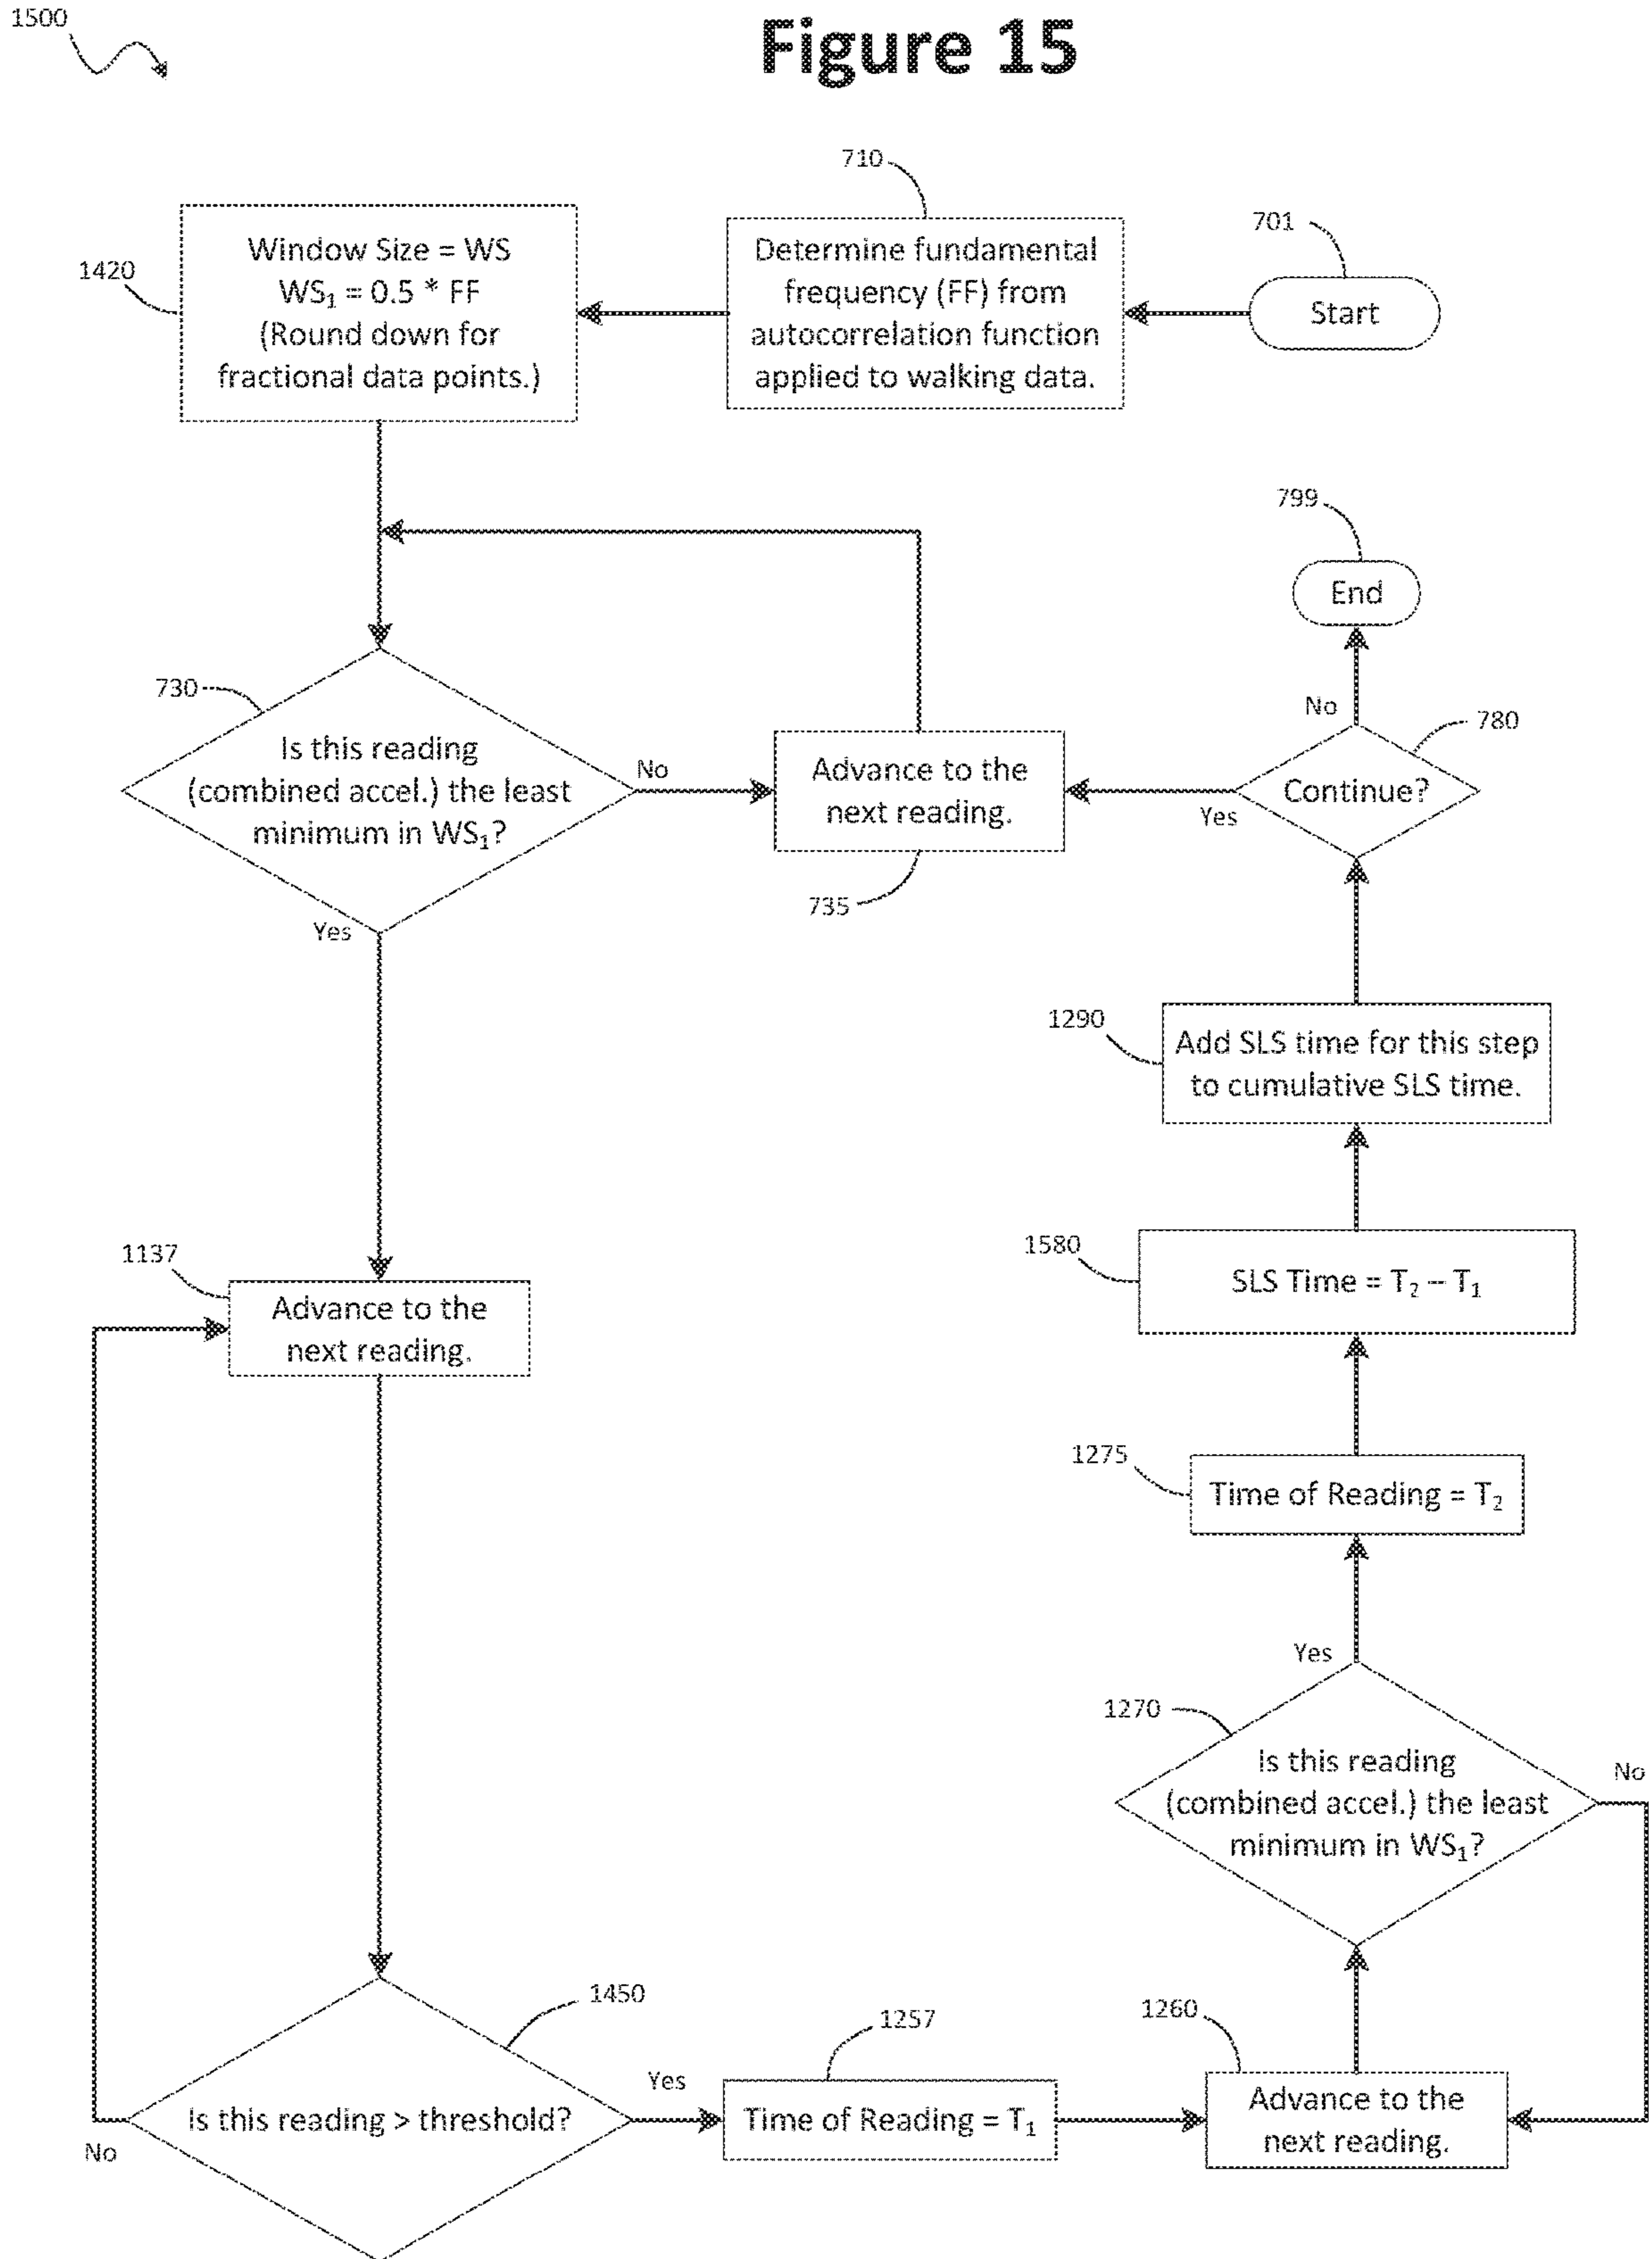 1500
Figure 15
710
701
1420
Window Size = WS
WS₁ = 0.5 * FF
(Round down for
fractional data points.)
Determine fundamental
frequency (FF) from
autocorrelation function
applied to walking data.
Start
799
End
730
No
780
Is this reading
(combined accel.) the least
minimum in WS₁?
No
Advance to the
next reading.
Continue?
Yes
735
Yes
1290
Add SLS time for this step
to cumulative SLS time.
1137
Advance to the
next reading.
1580
SLS Time = T₂ – T₁
1275
Time of Reading = T₂
Yes
1270
Is this reading
(combined accel.) the least
minimum in WS₁?
No
1450
1257
1260
Yes
Is this reading > threshold?
No
Time of Reading = T₁
Advance to the
next reading.